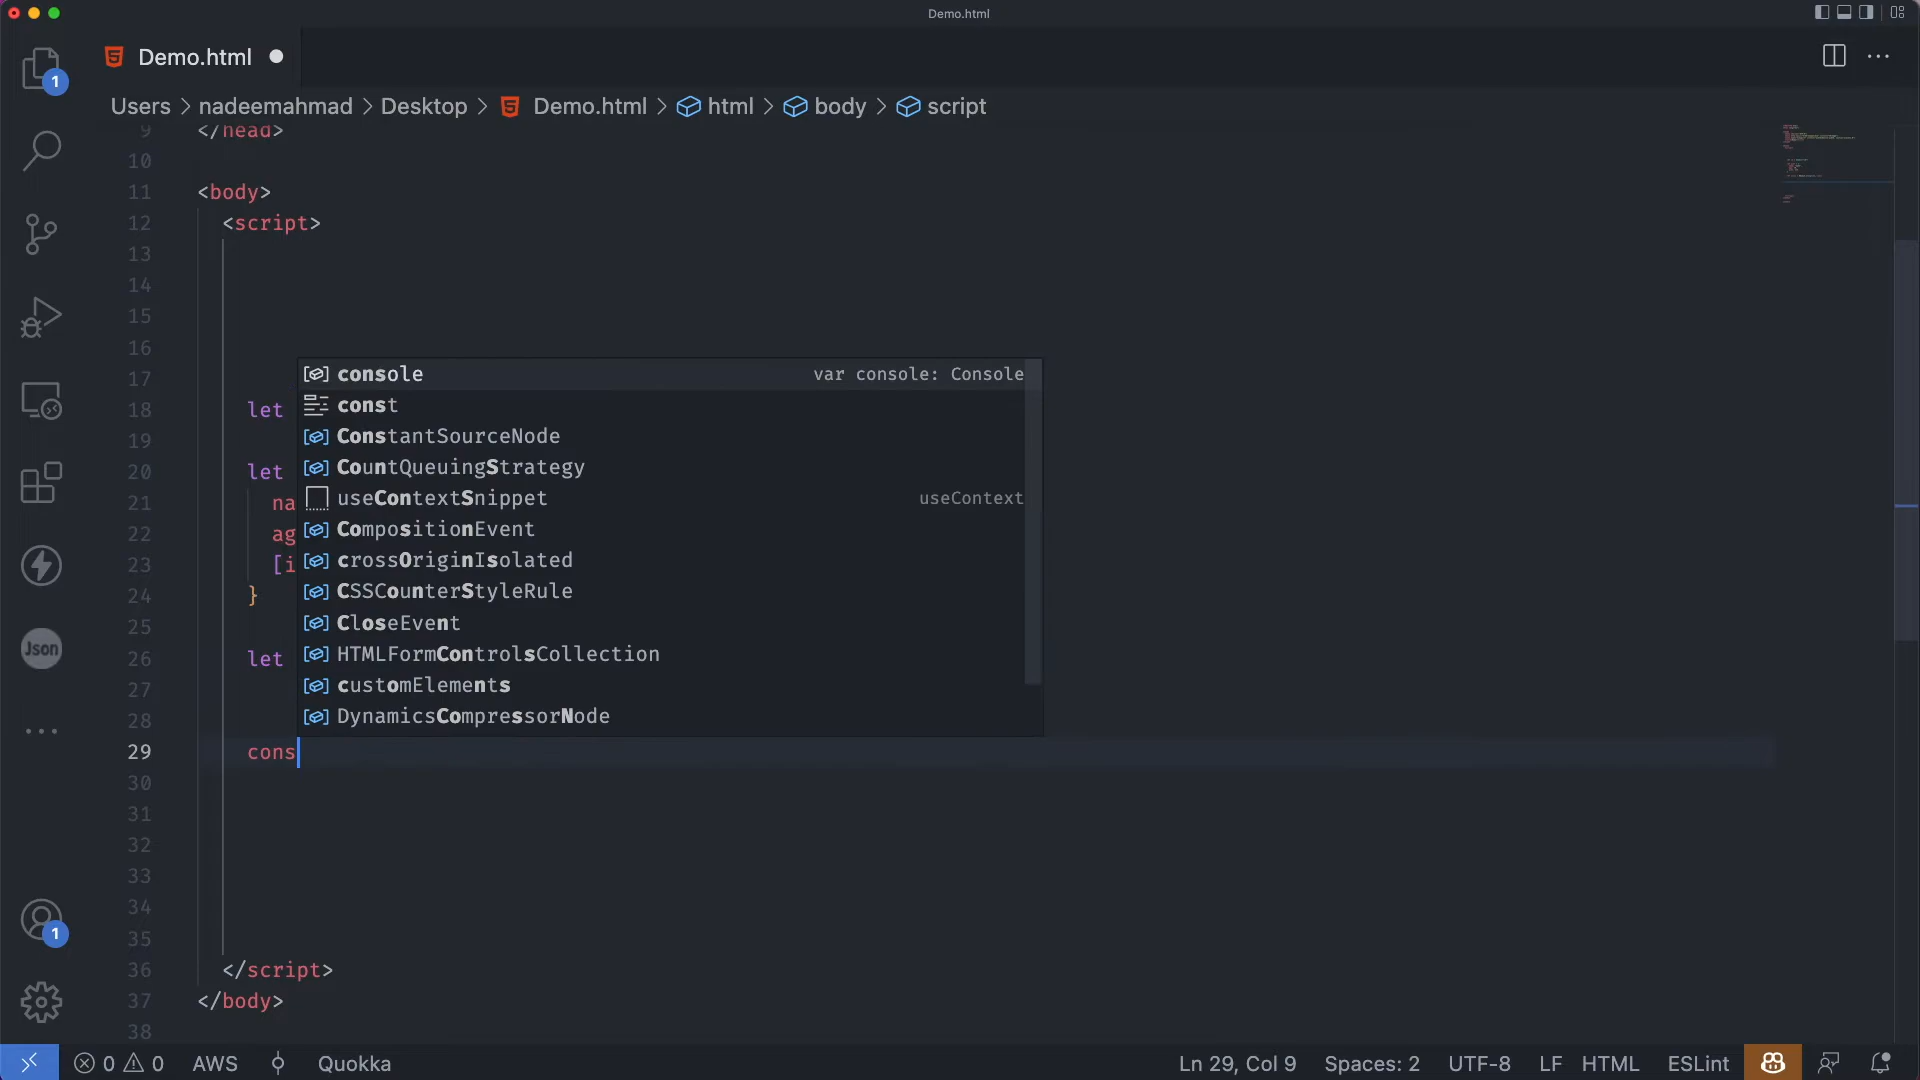 Demo.html
Demo.html
1
Users > nadeemahmad > Desktop > Demo.html > html > body > script
9 </head>
10
11 <body>
12 <script>
13
14
15
16
17
18 let
19
20 let
21 na
22 ag
23 [i
24 }
25
26 let
27
28
29 cons
30
31
32
33
34
35
36 </script>
37 </body>
38
console var console: Console
const
ConstantSourceNode
CountQueuingStrategy
useContextSnippet useContext
CompositionEvent
crossOriginIsolated
CSSCounterStyleRule
CloseEvent
HTMLFormControlsCollection
customElements
DynamicsCompressorNode
Json
1
0 0 AWS Quokka Ln 29, Col 9 Spaces: 2 UTF-8 LF HTML ESLint